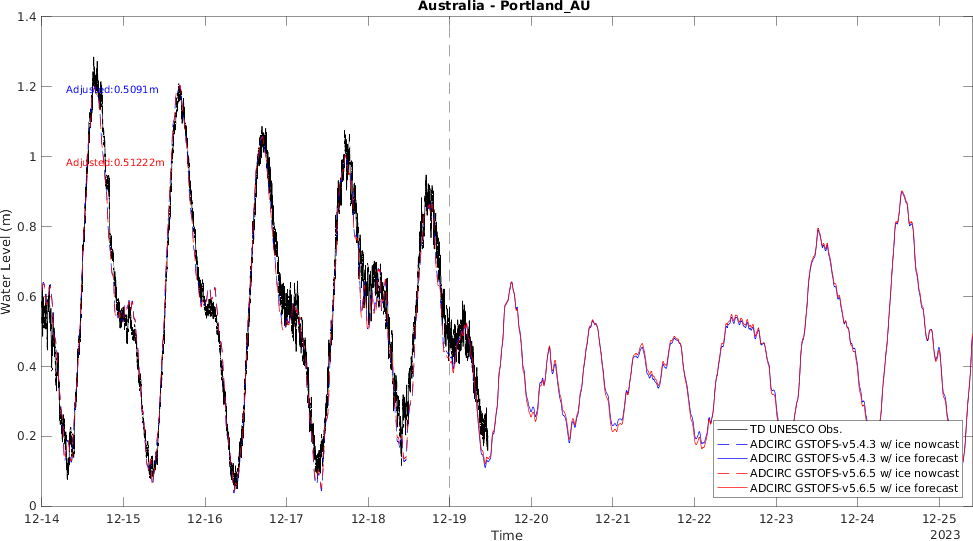 Australia - Portland_AU
1.4
1.2
1
0.8
0.6
0.4
0.2
0
Water Level (m)
Adjusted:0.5091m
Adjusted:0.51222m
TD UNESCO Obs.
ADCIRC GSTOFS-v5.4.3 w/ ice nowcast
ADCIRC GSTOFS-v5.4.3 w/ ice forecast
ADCIRC GSTOFS-v5.6.5 w/ ice nowcast
ADCIRC GSTOFS-v5.6.5 w/ ice forecast
12-14 12-15 12-16 12-17 12-18 12-19 12-20 12-21 12-22 12-23 12-24 12-25
Time
2023